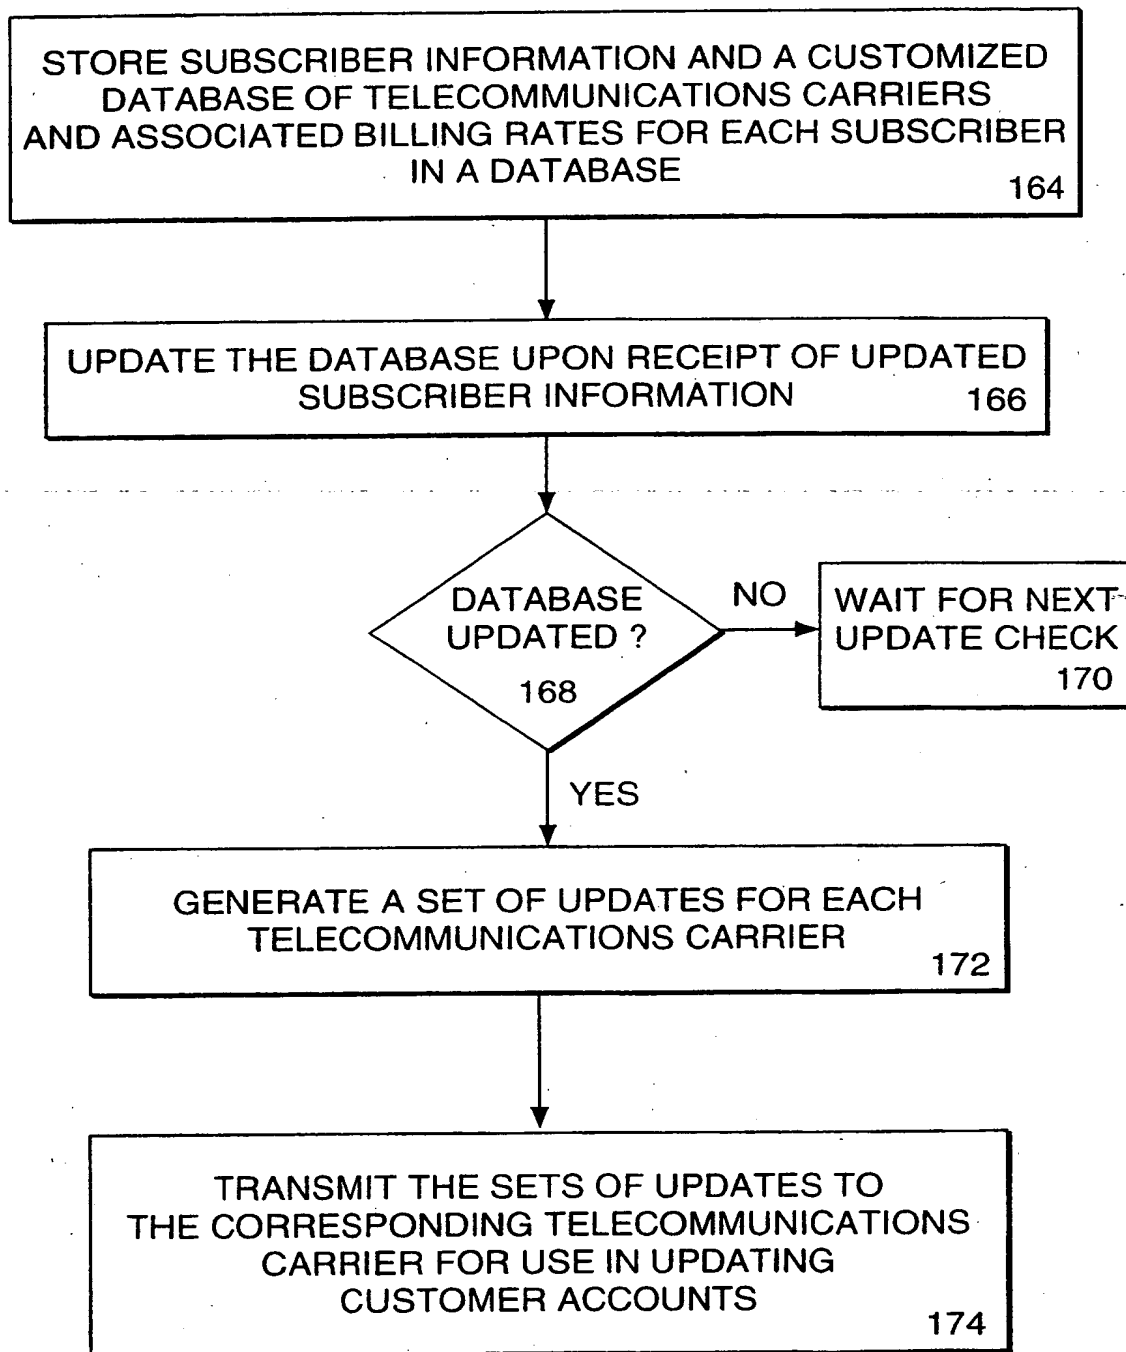 STORE SUBSCRIBER INFORMATION AND A CUSTOMIZED
DATABASE OF TELECOMMUNICATIONS CARRIERS
AND ASSOCIATED BILLING RATES FOR EACH SUBSCRIBER
IN A DATABASE
164
UPDATE THE DATABASE UPON RECEIPT OF UPDATED
SUBSCRIBER INFORMATION
166
DATABASE
UPDATED ?
168
NO
WAIT FOR NEXT
UPDATE CHECK
170
YES
GENERATE A SET OF UPDATES FOR EACH
TELECOMMUNICATIONS CARRIER
172
TRANSMIT THE SETS OF UPDATES TO
THE CORRESPONDING TELECOMMUNICATIONS
CARRIER FOR USE IN UPDATING
CUSTOMER ACCOUNTS
174